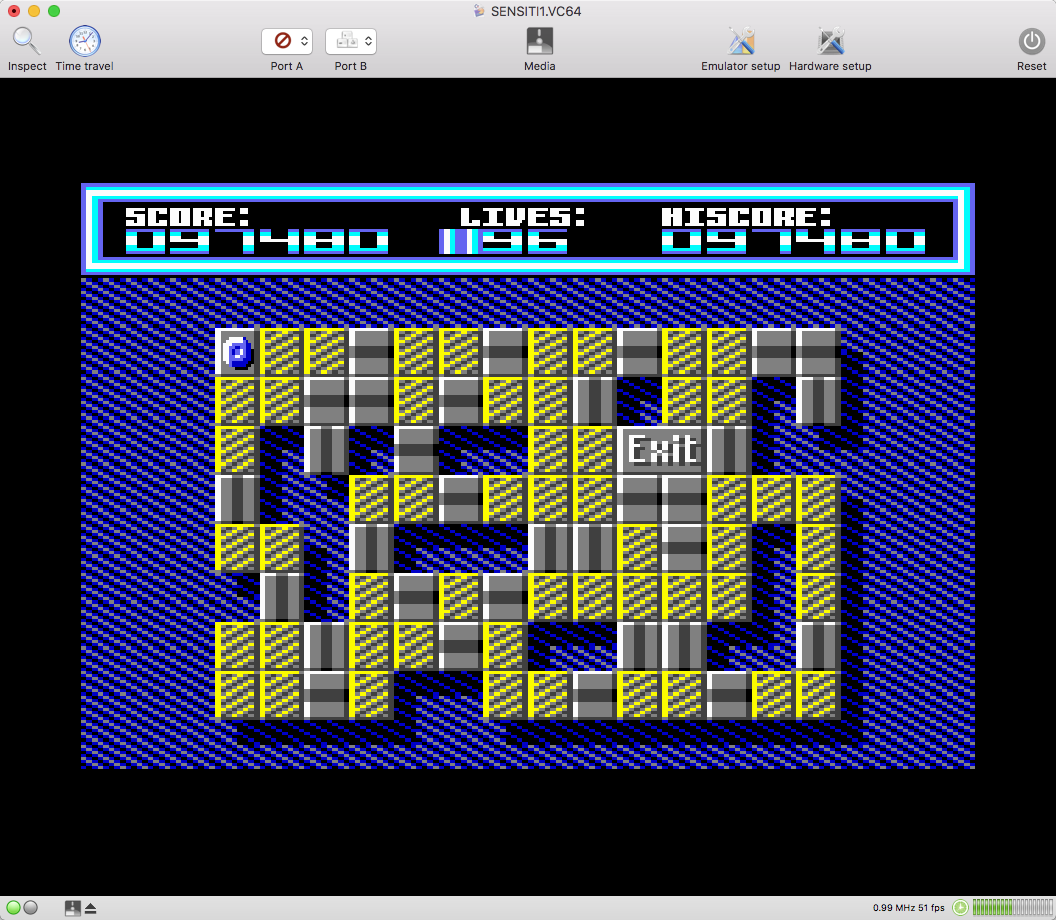 SENSITI1.VC64
Inspect Time travel Port A Port B Media Emulator setup Hardware setup Reset
SCORE: LIVES: HISCORE:
097480 96 097480
Exit
0.99 MHz 51 fps